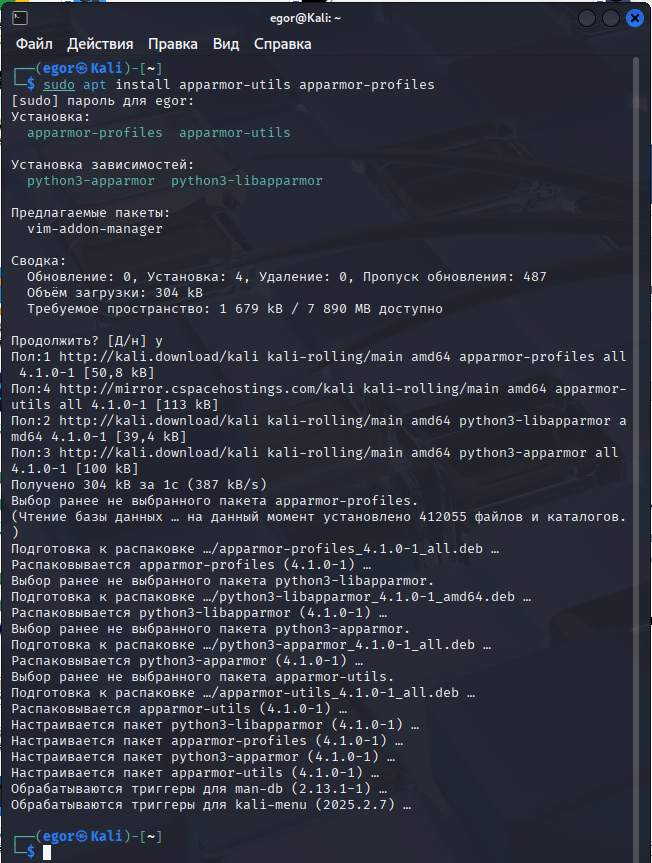 egor@Kali: ~
Файл Действия Правка Вид Справка
┌──(egor㉿Kali)-[~]
└─$ sudo apt install apparmor-utils apparmor-profiles
[sudo] пароль для egor:
Установка:
  apparmor-profiles  apparmor-utils

Установка зависимостей:
  python3-apparmor  python3-libapparmor

Предлагаемые пакеты:
  vim-addon-manager

Сводка:
  Обновление: 0, Установка: 4, Удаление: 0, Пропуск обновления: 487
  Объём загрузки: 304 kB
  Требуемое пространство: 1 679 kB / 7 890 MB доступно

Продолжить? [Д/н] y
Пол:1 http://kali.download/kali kali-rolling/main amd64 apparmor-profiles all
 4.1.0-1 [50,8 kB]
Пол:4 http://mirror.cspacehostings.com/kali kali-rolling/main amd64 apparmor-
utils all 4.1.0-1 [113 kB]
Пол:2 http://kali.download/kali kali-rolling/main amd64 python3-libapparmor a
md64 4.1.0-1 [39,4 kB]
Пол:3 http://kali.download/kali kali-rolling/main amd64 python3-apparmor all
4.1.0-1 [100 kB]
Получено 304 kB за 1с (387 kB/s)
Выбор ранее не выбранного пакета apparmor-profiles.
(Чтение базы данных … на данный момент установлено 412055 файлов и каталогов.
)
Подготовка к распаковке …/apparmor-profiles_4.1.0-1_all.deb …
Распаковывается apparmor-profiles (4.1.0-1) …
Выбор ранее не выбранного пакета python3-libapparmor.
Подготовка к распаковке …/python3-libapparmor_4.1.0-1_amd64.deb …
Распаковывается python3-libapparmor (4.1.0-1) …
Выбор ранее не выбранного пакета python3-apparmor.
Подготовка к распаковке …/python3-apparmor_4.1.0-1_all.deb …
Распаковывается python3-apparmor (4.1.0-1) …
Выбор ранее не выбранного пакета apparmor-utils.
Подготовка к распаковке …/apparmor-utils_4.1.0-1_all.deb …
Распаковывается apparmor-utils (4.1.0-1) …
Настраивается пакет python3-libapparmor (4.1.0-1) …
Настраивается пакет apparmor-profiles (4.1.0-1) …
Настраивается пакет python3-apparmor (4.1.0-1) …
Настраивается пакет apparmor-utils (4.1.0-1) …
Обрабатываются триггеры для man-db (2.13.1-1) …
Обрабатываются триггеры для kali-menu (2025.2.7) …

┌──(egor㉿Kali)-[~]
└─$